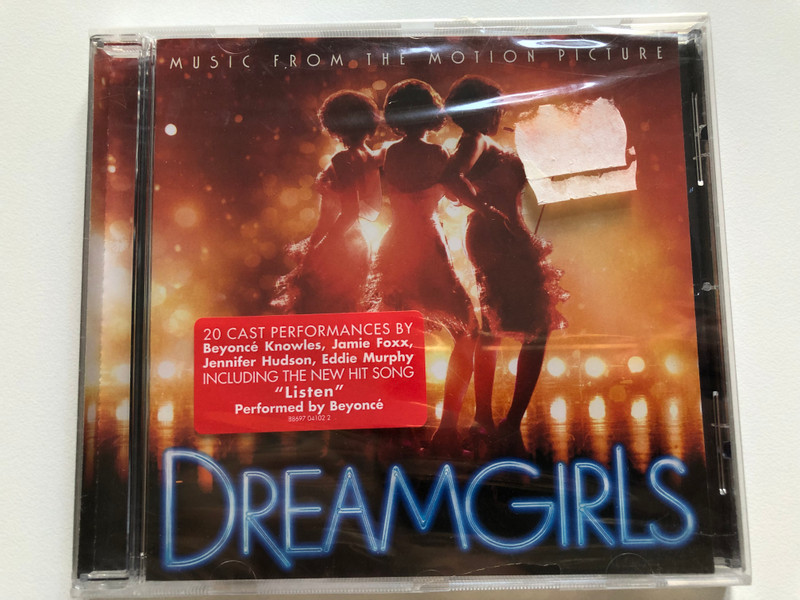 MUSIC FROM THE MOTION PICTURE
20 CAST PERFORMANCES BY
Beyoncé Knowles, Jamie Foxx,
Jennifer Hudson, Eddie Murphy
INCLUDING THE NEW HIT SONG
“Listen”
Performed by Beyoncé
88697 04102 2
DREAMGIRLS